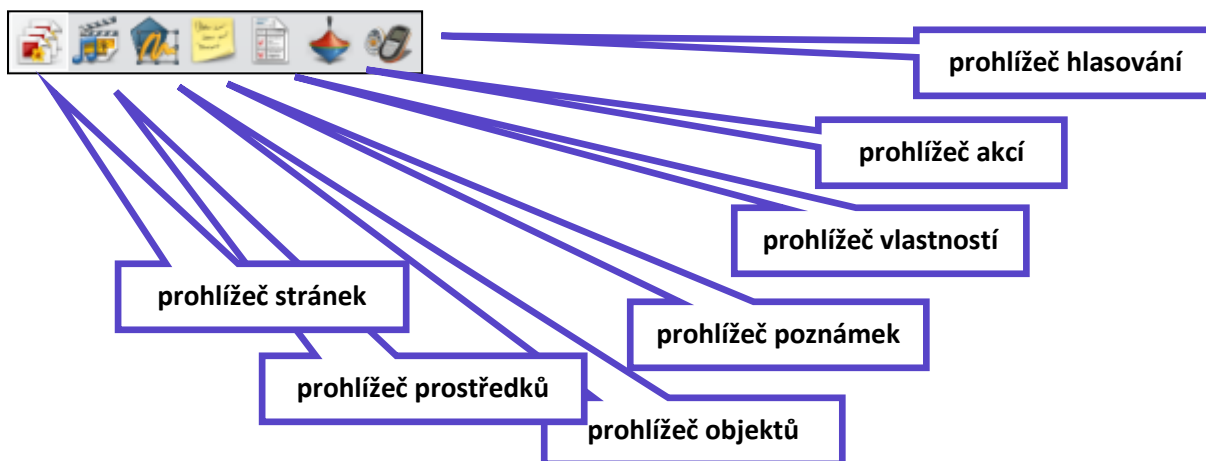 prohlížeč hlasování
prohlížeč akcí
prohlížeč vlastností
prohlížeč stránek
prohlížeč poznámek
prohlížeč prostředků
prohlížeč objektů